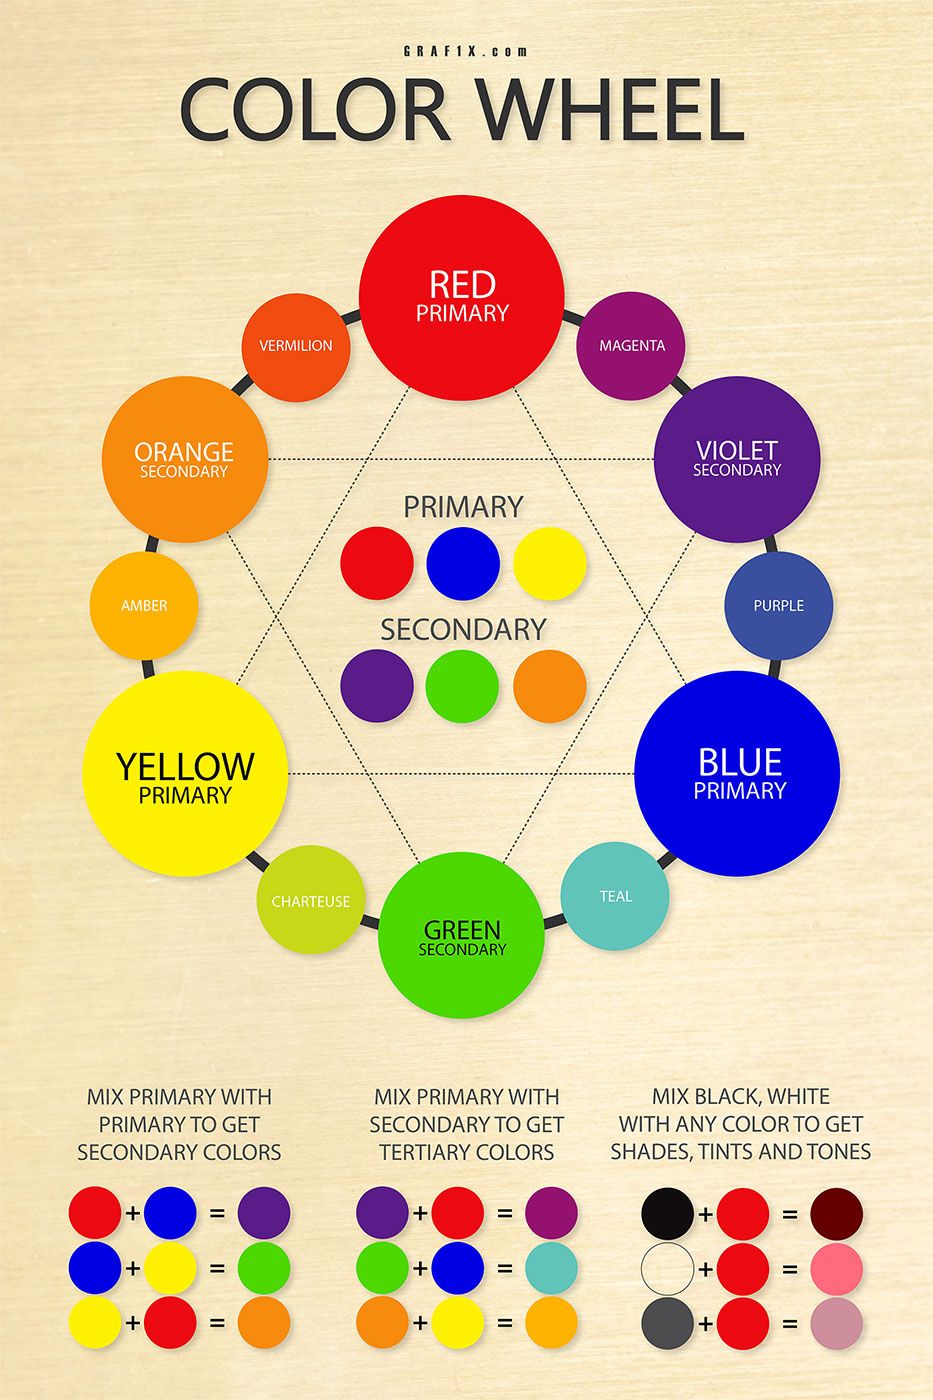 GRAF1X.com
COLOR WHEEL
RED
PRIMARY
VERMILION
MAGENTA
ORANGE
SECONDARY
VIOLET
SECONDARY
PRIMARY
AMBER
PURPLE
SECONDARY
YELLOW
PRIMARY
BLUE
PRIMARY
CHARTEUSE
TEAL
GREEN
SECONDARY
MIX PRIMARY WITH
PRIMARY TO GET
SECONDARY COLORS
MIX PRIMARY WITH
SECONDARY TO GET
TERTIARY COLORS
MIX BLACK, WHITE
WITH ANY COLOR TO GET
SHADES, TINTS AND TONES
+ =
+ =
+ =
+ =
+ =
+ =
+ =
+ =
+ =